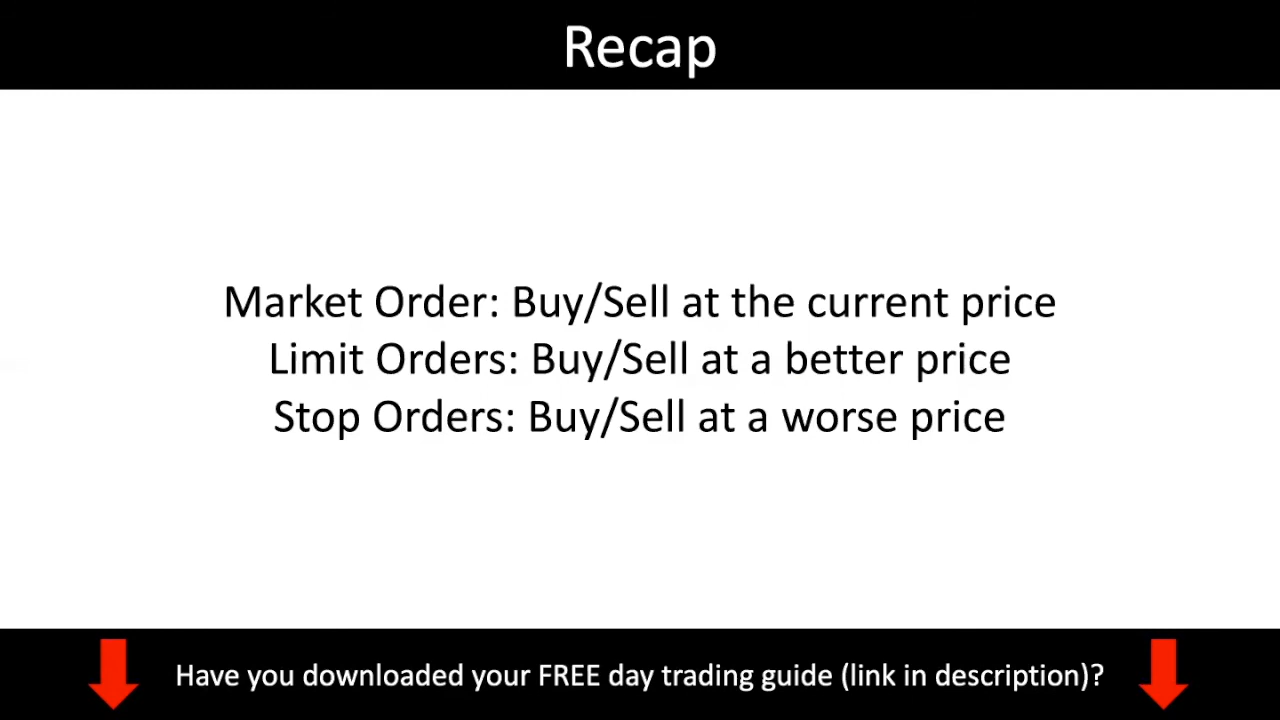 Recap
Market Order: Buy/Sell at the current price
Limit Orders: Buy/Sell at a better price
Stop Orders: Buy/Sell at a worse price
Have you downloaded your FREE day trading guide (link in description)?